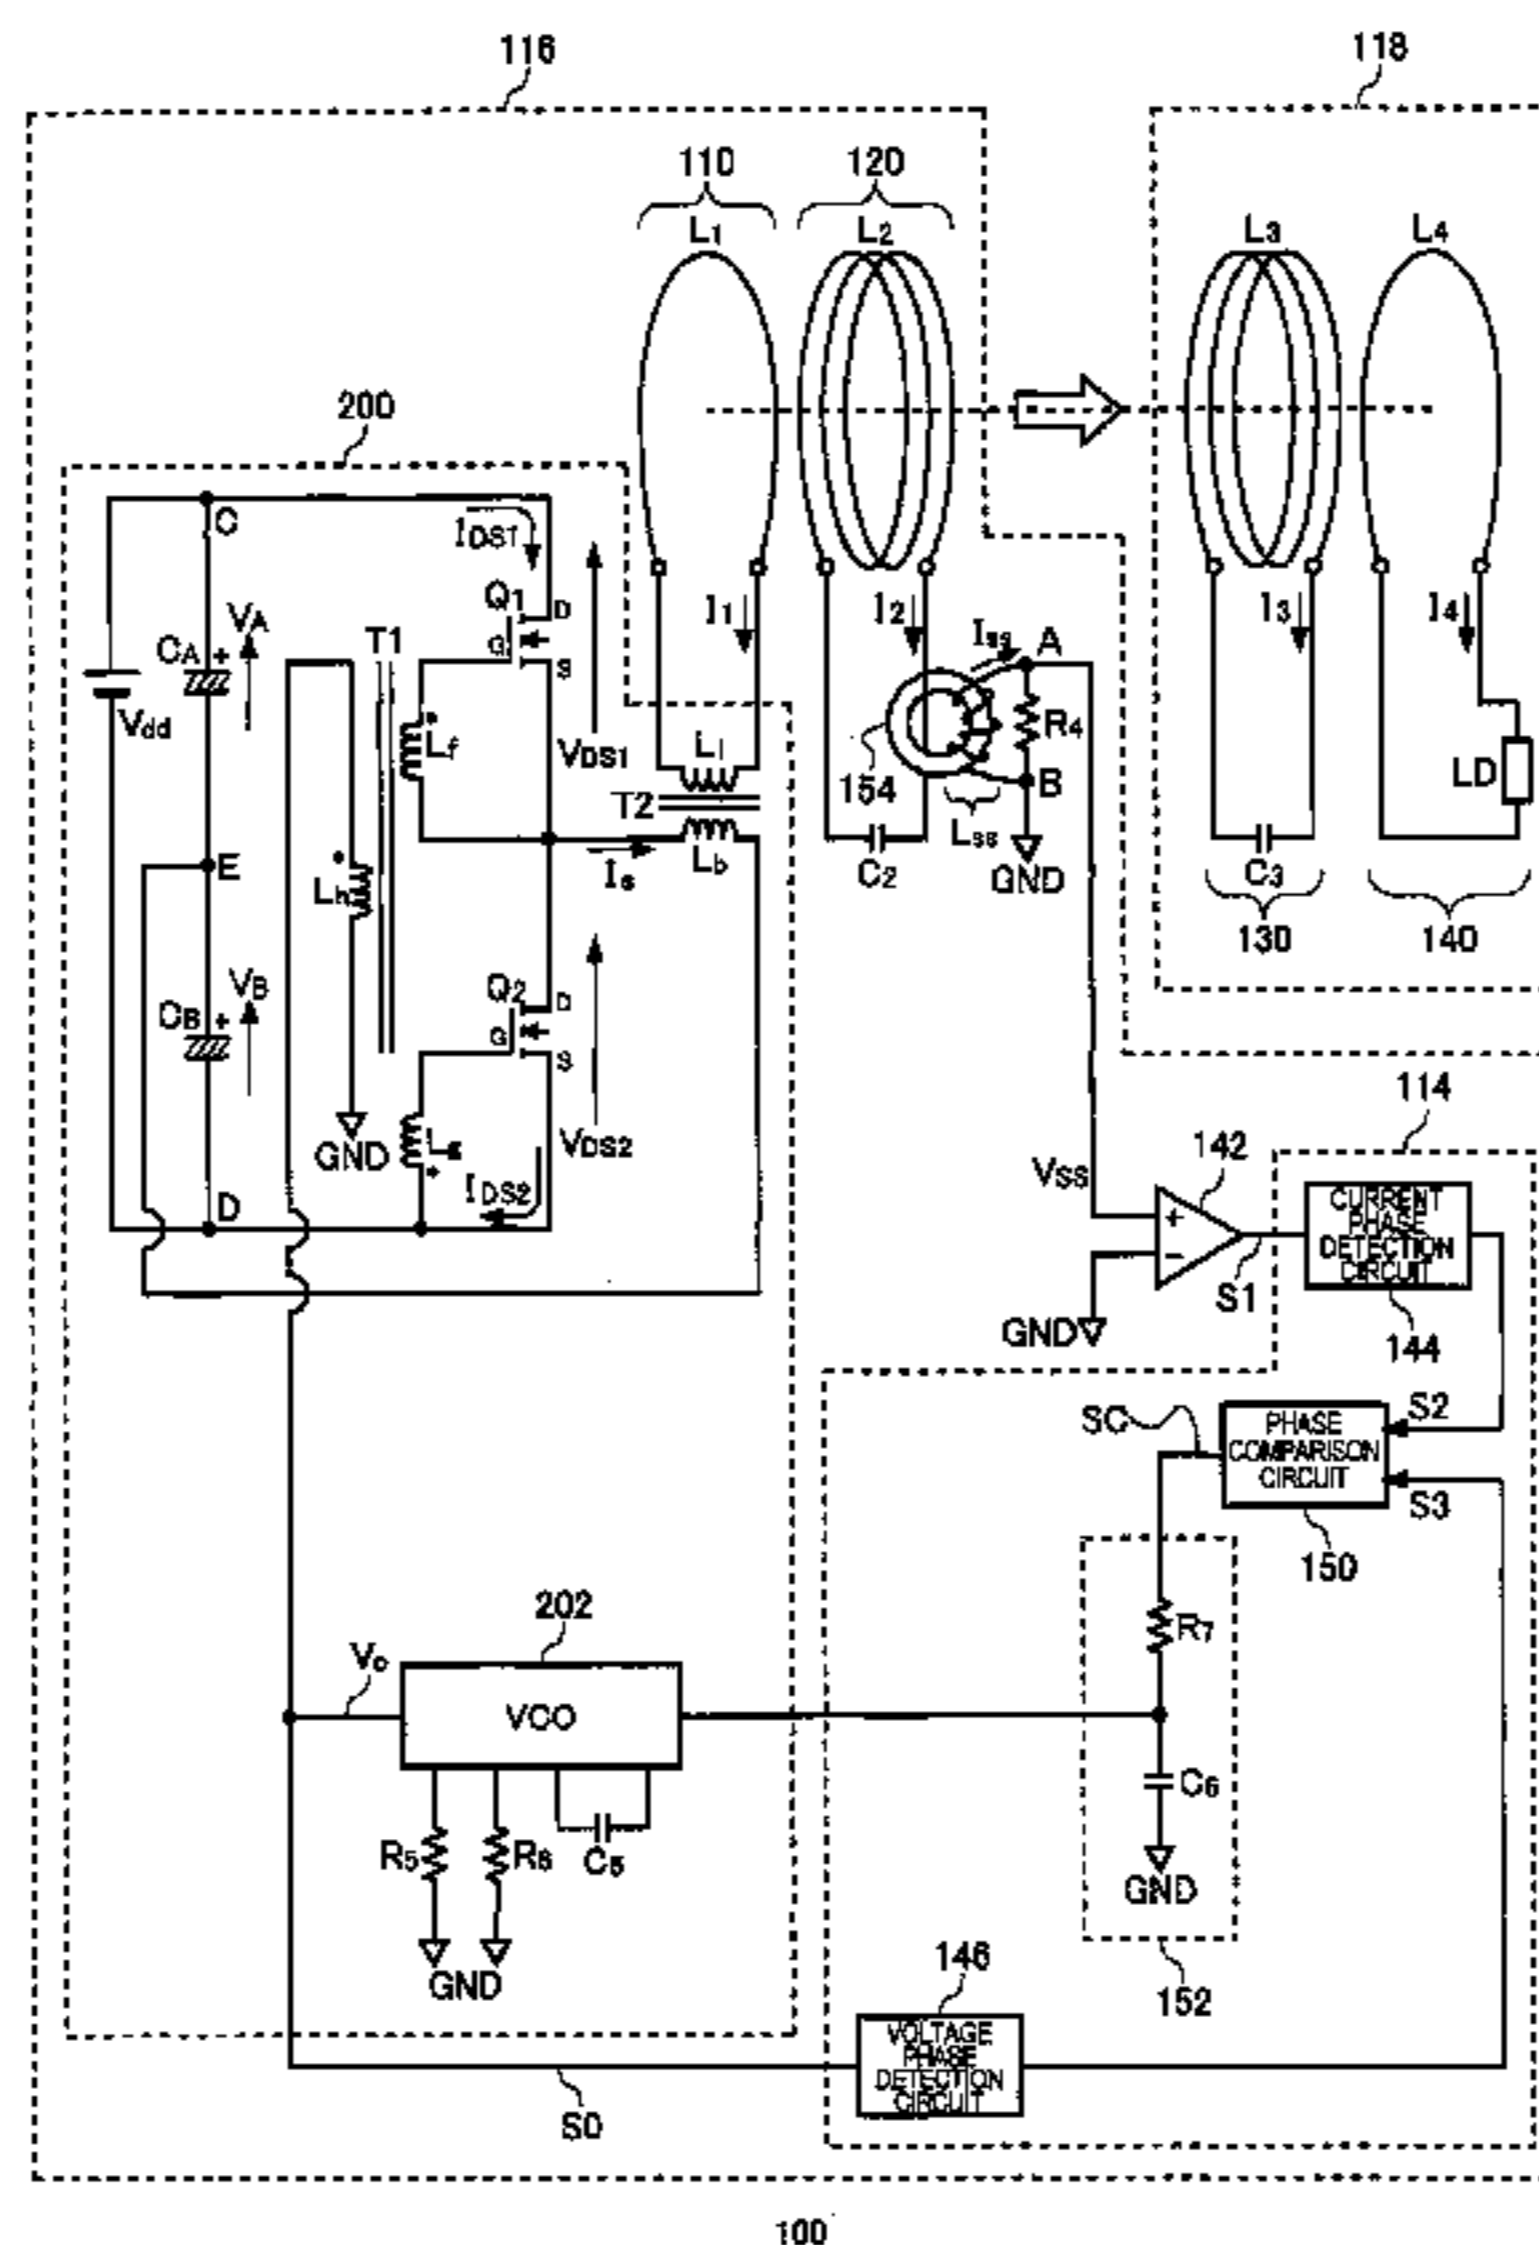 116
118
110
120
L1
L2
L3
L4
200
C
IDS1
Q1
D
G
S
VA
CA
+
T1
Vdd
Lf
VDS1
I1
I2
Iss
A
I3
I4
Li
R4
LD
154
T2
B
Lss
E
Is
Lb
C2
GND
C3
Lh
130
140
VB
Q2
D
CB
+
G
S
114
GND
VDS2
142
D
IDS2
VSS
+
CURRENT
PHASE
DETECTION
CIRCUIT
−
S1
GND
144
SC
PHASE
COMPARISON
CIRCUIT
S2
S3
150
202
R7
Vo
VCO
C6
R5
R6
C5
GND
GND
146
152
VOLTAGE
PHASE
DETECTION
CIRCUIT
S0
100